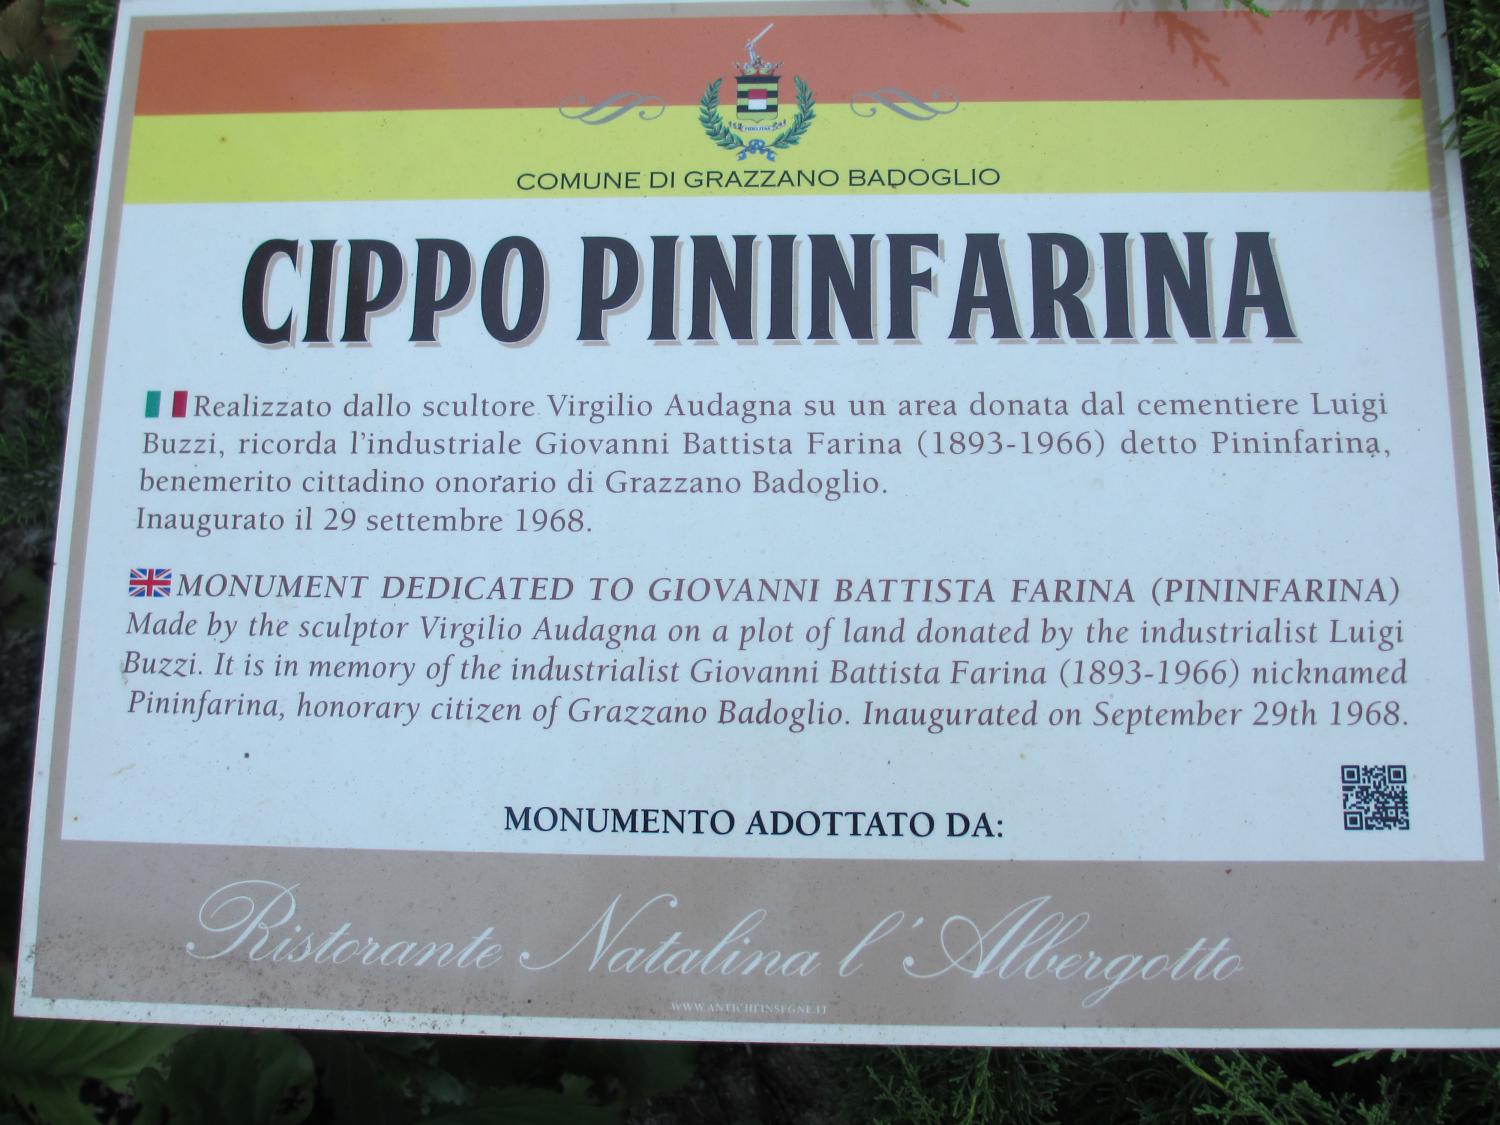 FIDELITAS
COMUNE DI GRAZZANO BADOGLIO
CIPPO PININFARINA
Realizzato dallo scultore Virgilio Audagna su un area donata dal cementiere Luigi
Buzzi, ricorda l'industriale Giovanni Battista Farina (1893-1966) detto Pininfarina,
benemerito cittadino onorario di Grazzano Badoglio.
Inaugurato il 29 settembre 1968.
MONUMENT DEDICATED TO GIOVANNI BATTISTA FARINA (PININFARINA)
Made by the sculptor Virgilio Audagna on a plot of land donated by the industrialist Luigi
Buzzi. It is in memory of the industrialist Giovanni Battista Farina (1893-1966) nicknamed
Pininfarina, honorary citizen of Grazzano Badoglio. Inaugurated on September 29th 1968.
MONUMENTO ADOTTATO DA:
Ristorante Natalina l'Albergotto
WWW.ANTICHEINSEGNE.IT